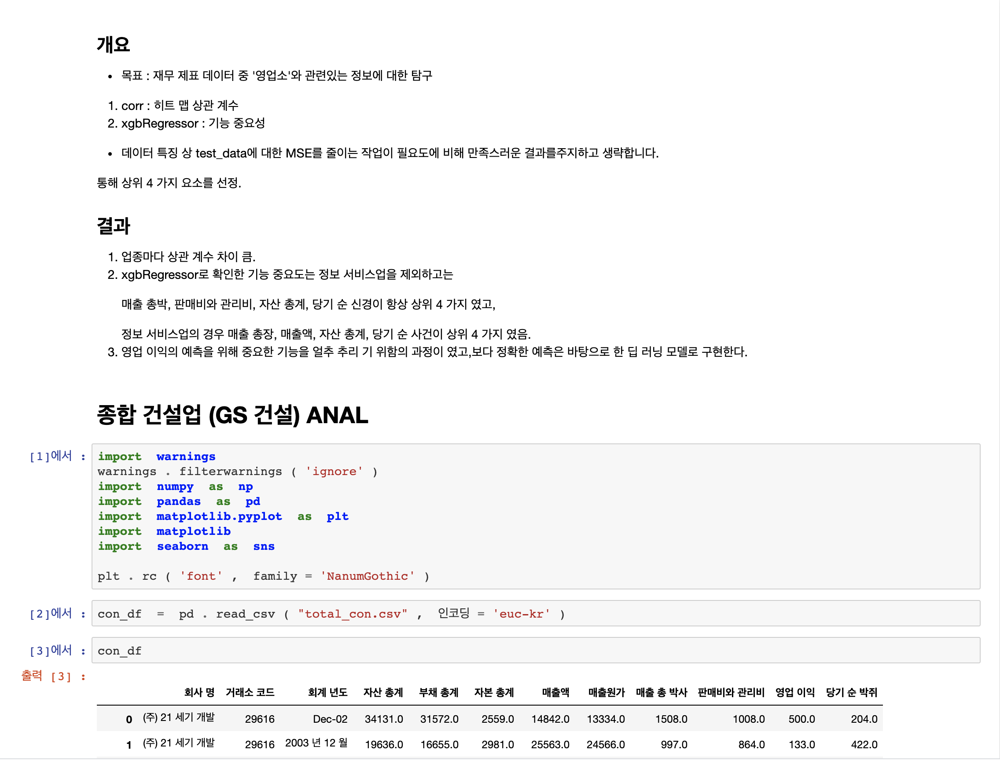 개요
• 목표 : 재무 제표 데이터 중 '영업소'와 관련있는 정보에 대한 탐구
1. corr : 히트 맵 상관 계수
2. xgbRegressor : 기능 중요성
• 데이터 특징 상 test_data에 대한 MSE를 줄이는 작업이 필요도에 비해 만족스러운 결과를주지하고 생략합니다.
통해 상위 4 가지 요소를 선정.
결과
1. 업종마다 상관 계수 차이 큼.
2. xgbRegressor로 확인한 기능 중요도는 정보 서비스업을 제외하고는
매출 총박, 판매비와 관리비, 자산 총계, 당기 순 신경이 항상 상위 4 가지 였고,
정보 서비스업의 경우 매출 총장, 매출액, 자산 총계, 당기 순 사건이 상위 4 가지 였음.
3. 영업 이익의 예측을 위해 중요한 기능을 얼추 추리 기 위함의 과정이 였고,보다 정확한 예측은 바탕으로 한 딥 러닝 모델로 구현한다.
종합 건설업 (GS 건설) ANAL
[1]에서 : import warnings
warnings . filterwarnings ( 'ignore' )
import numpy as np
import pandas as pd
import matplotlib.pyplot as plt
import matplotlib
import seaborn as sns
plt . rc ( 'font' , family = 'NanumGothic' )
[2]에서 : con_df = pd . read_csv ( "total_con.csv" , 인코딩 = 'euc-kr' )
[3]에서 : con_df
출력 [3] :
회사 명 거래소 코드 회계 년도 자산 총계 부채 총계 자본 총계 매출액 매출원가 매출 총 박사 판매비와 관리비 영업 이익 당기 순 박쥐
0 (주) 21 세기 개발 29616 Dec-02 34131.0 31572.0 2559.0 14842.0 13334.0 1508.0 1008.0 500.0 204.0
1 (주) 21 세기 개발 29616 2003 년 12 월 19636.0 16655.0 2981.0 25563.0 24566.0 997.0 864.0 133.0 422.0